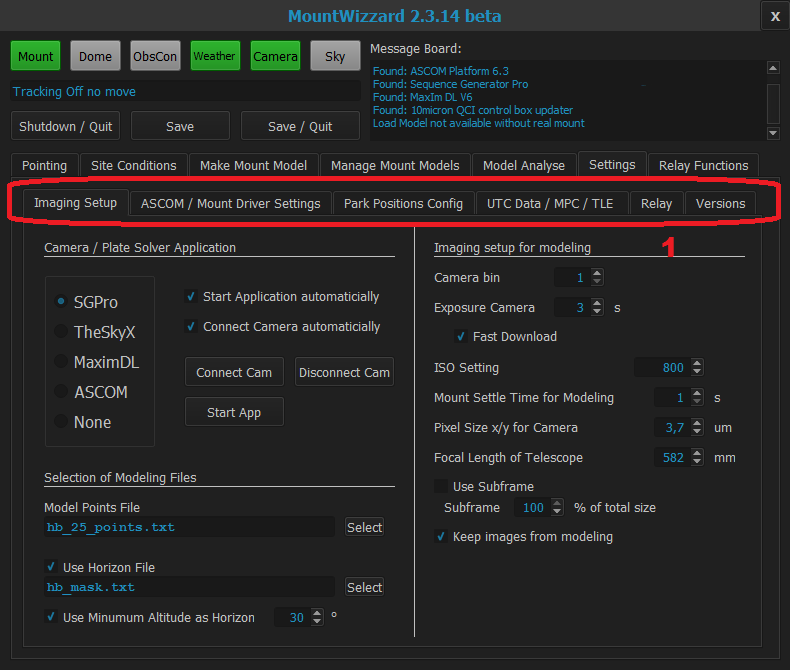 MountWizzard 2.3.14 beta
X
Mount Dome ObsCon Weather Camera Sky
Message Board:
Found: ASCOM Platform 6.3
Found: Sequence Generator Pro
Found: MaxIm DL V6
Found: 10micron QCI control box updater
Load Model not available without real mount
Tracking Off no move
Shutdown / Quit Save Save / Quit
Pointing Site Conditions Make Mount Model Manage Mount Models Model Analyse Settings Relay Functions
Imaging Setup ASCOM / Mount Driver Settings Park Positions Config UTC Data / MPC / TLE Relay Versions
1
Camera / Plate Solver Application
SGPro
TheSkyX
MaximDL
ASCOM
None
Start Application automatically
Connect Camera automaticially
Connect Cam Disconnect Cam
Start App
Selection of Modeling Files
Model Points File
hb_25_points.txt Select
Use Horizon File
hb_mask.txt Select
Use Minumum Altitude as Horizon 30 °
Imaging setup for modeling
Camera bin 1
Exposure Camera 3 s
Fast Download
ISO Setting 800
Mount Settle Time for Modeling 1 s
Pixel Size x/y for Camera 3,7 um
Focal Length of Telescope 582 mm
Use Subframe
Subframe 100 % of total size
Keep images from modeling